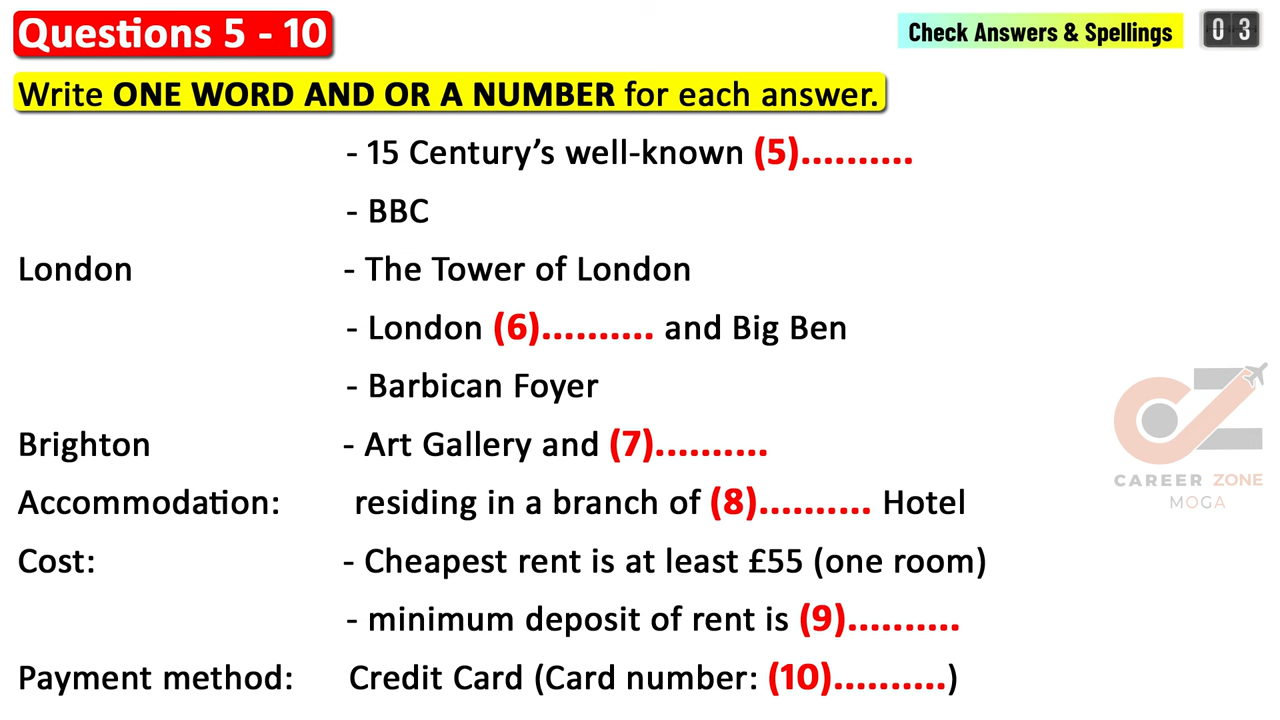 Questions 5 - 10
Check Answers & Spellings
03
Write ONE WORD AND OR A NUMBER for each answer.
- 15 Century’s well-known (5)..........
- BBC
London - The Tower of London
- London (6).......... and Big Ben
- Barbican Foyer
Brighton - Art Gallery and (7)..........
Accommodation: residing in a branch of (8).......... Hotel
Cost: - Cheapest rent is at least £55 (one room)
- minimum deposit of rent is (9)..........
Payment method: Credit Card (Card number: (10)..........)
CZ
CAREER ZONE
MOGA